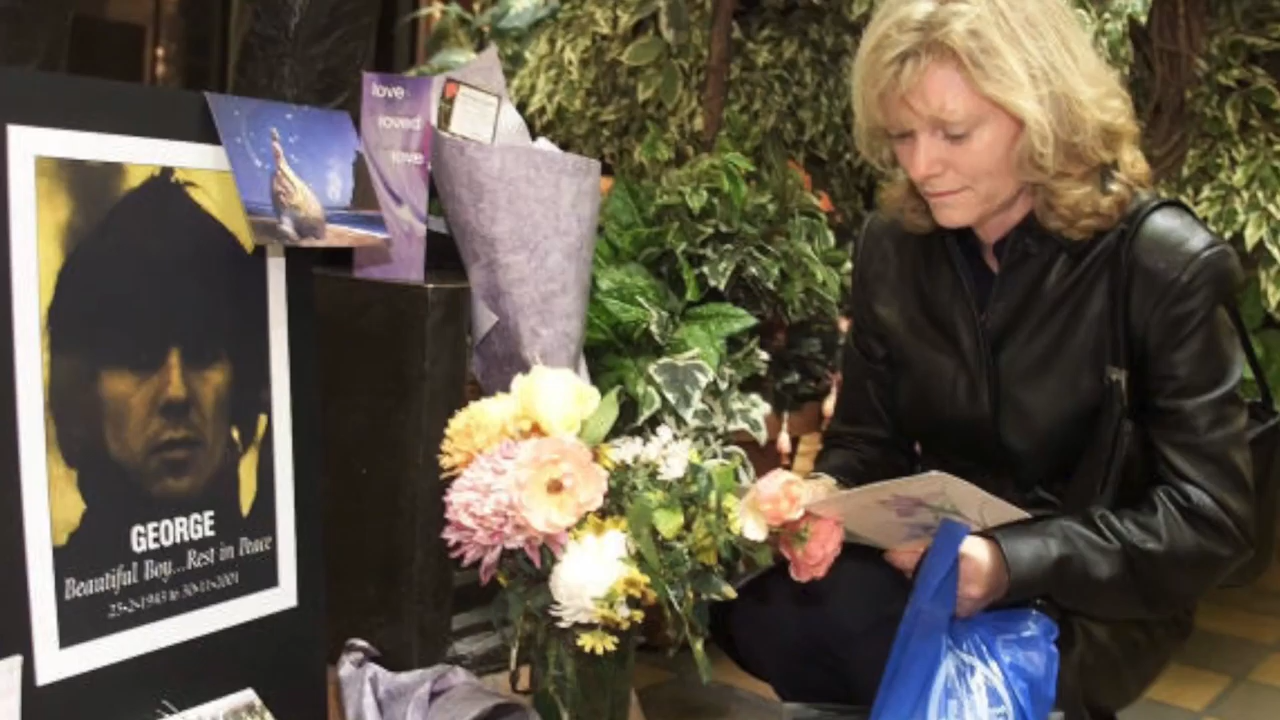 love
loved
love
GEORGE
Beautiful Boy...Rest in Peace
25-2-1943 to 30-11-2001